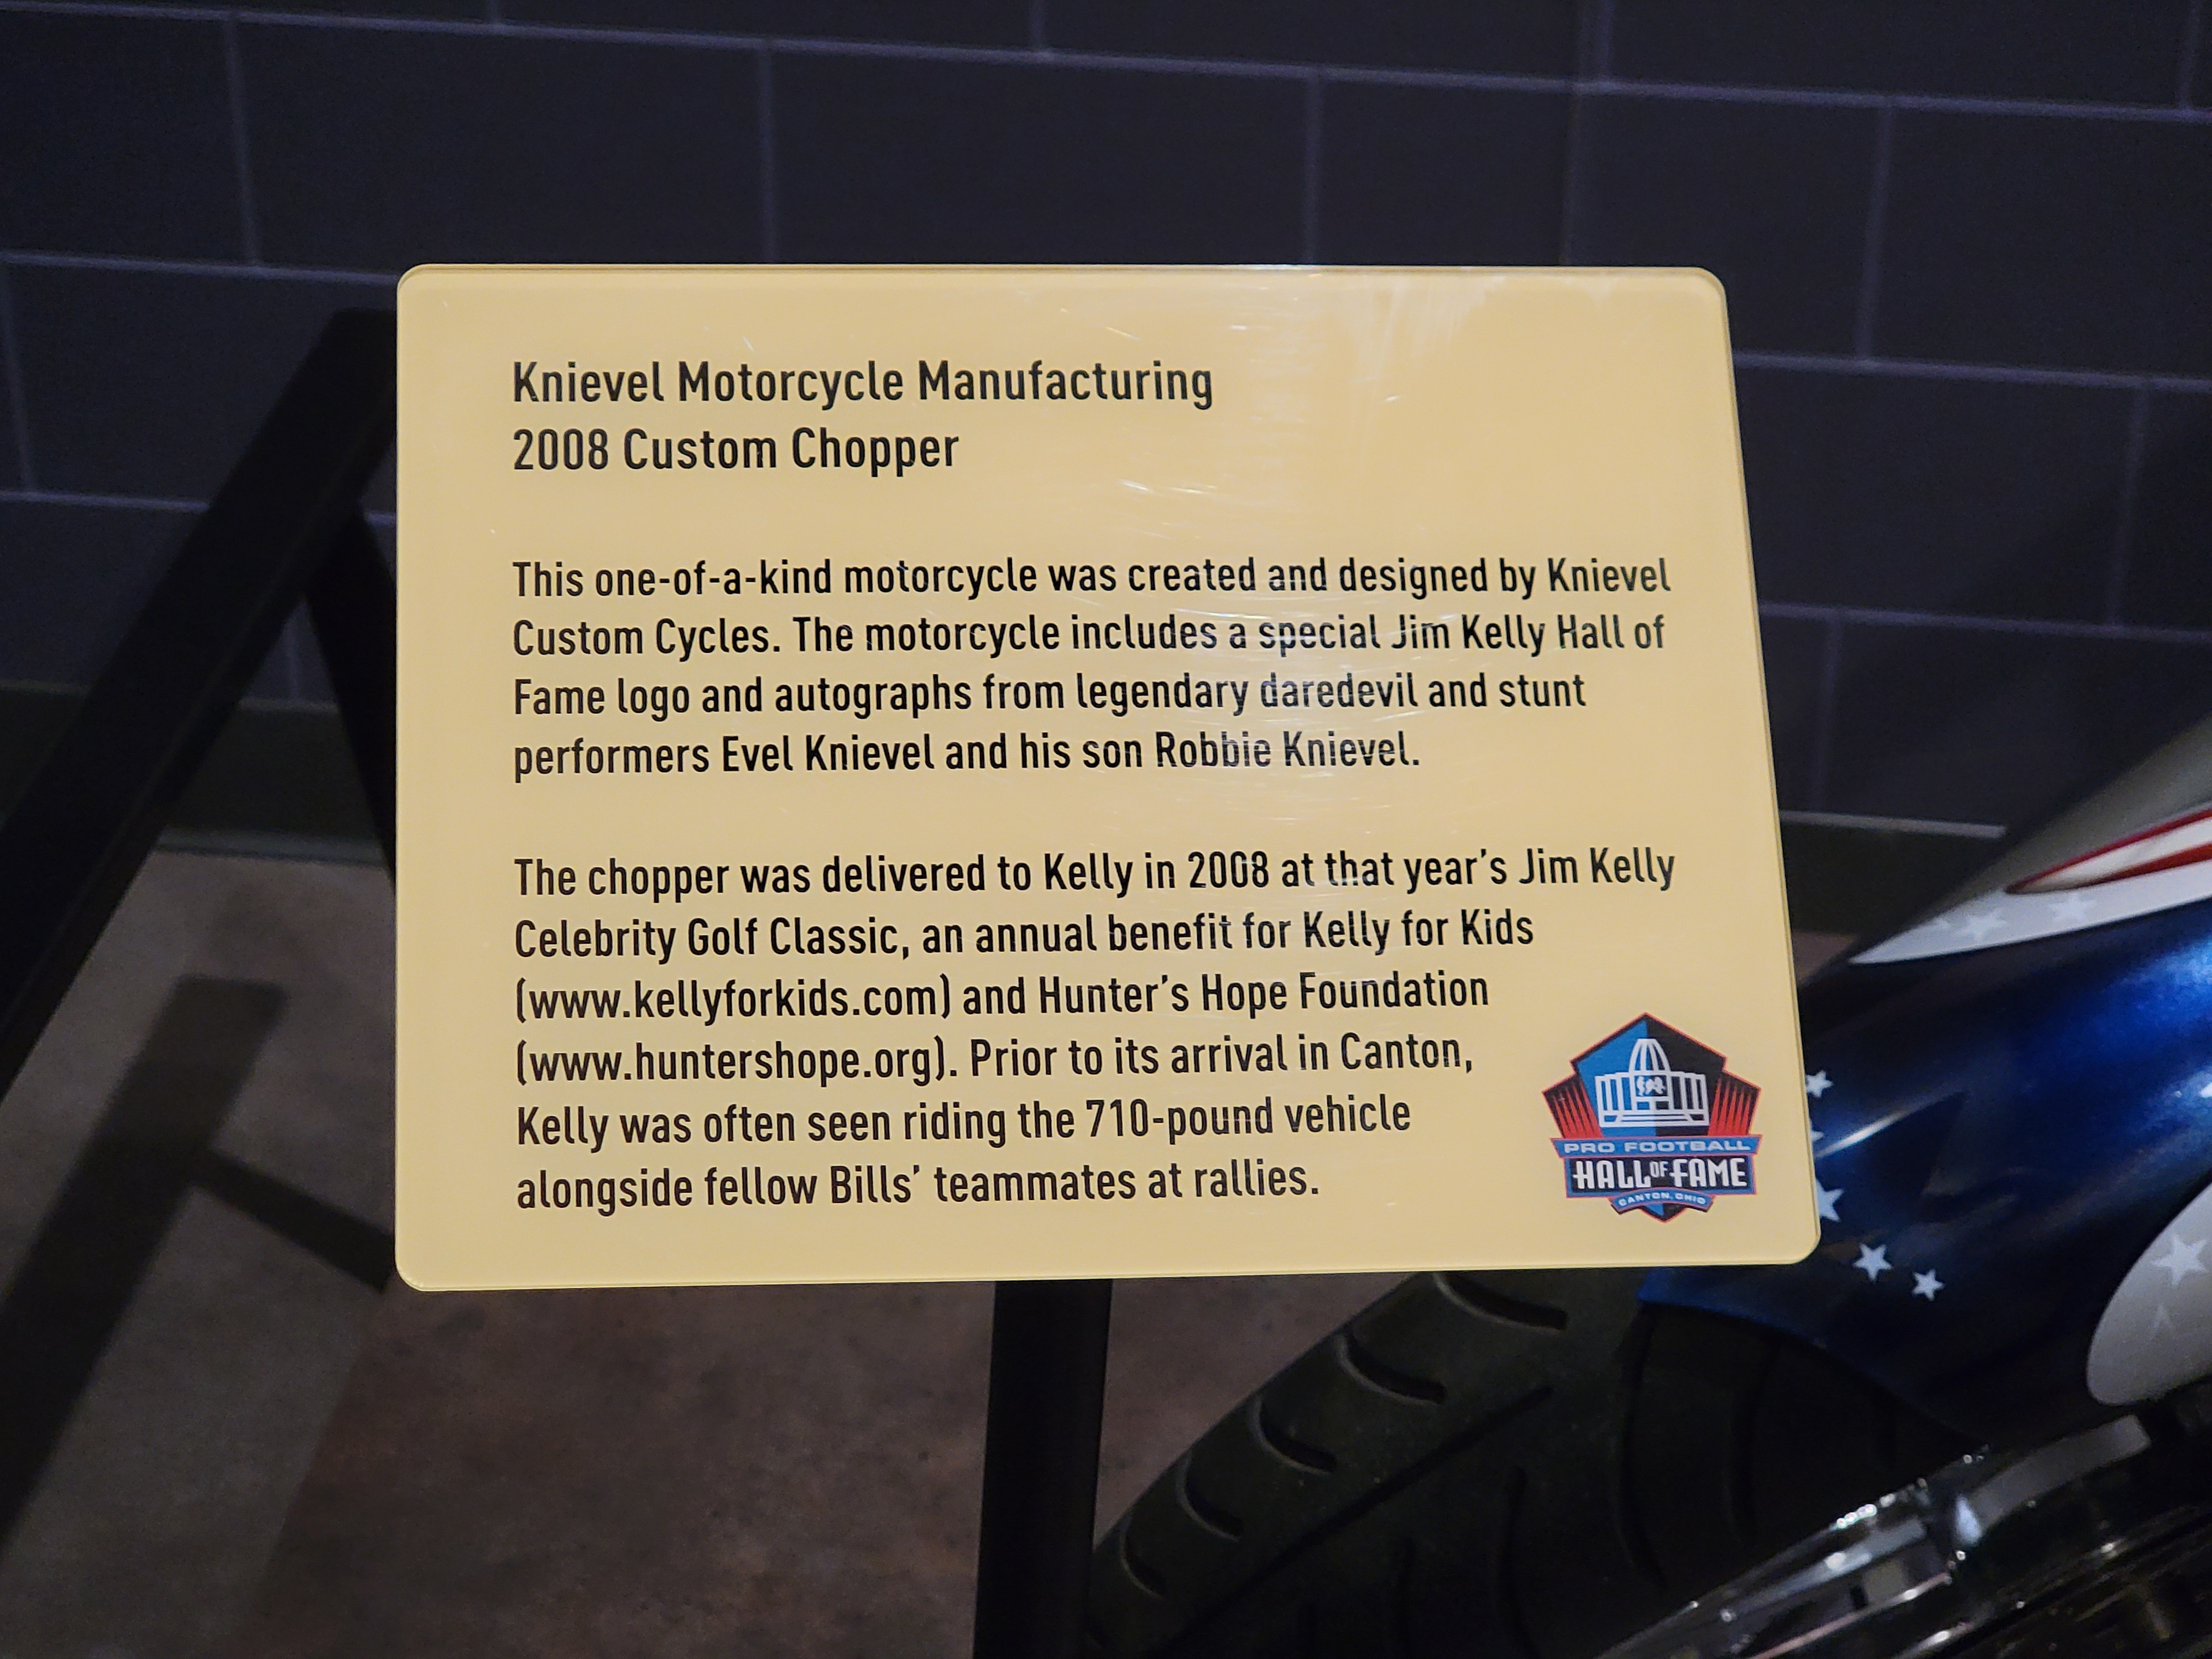 Knievel Motorcycle Manufacturing
2008 Custom Chopper
This one-of-a-kind motorcycle was created and designed by Knievel
Custom Cycles. The motorcycle includes a special Jim Kelly Hall of
Fame logo and autographs from legendary daredevil and stunt
performers Evel Knievel and his son Robbie Knievel.
The chopper was delivered to Kelly in 2008 at that year's Jim Kelly
Celebrity Golf Classic, an annual benefit for Kelly for Kids
(www.kellyforkids.com) and Hunter's Hope Foundation
(www.huntershope.org). Prior to its arrival in Canton,
Kelly was often seen riding the 710-pound vehicle
alongside fellow Bills' teammates at rallies.
PRO FOOTBALL
HALL OF FAME
CANTON, OHIO